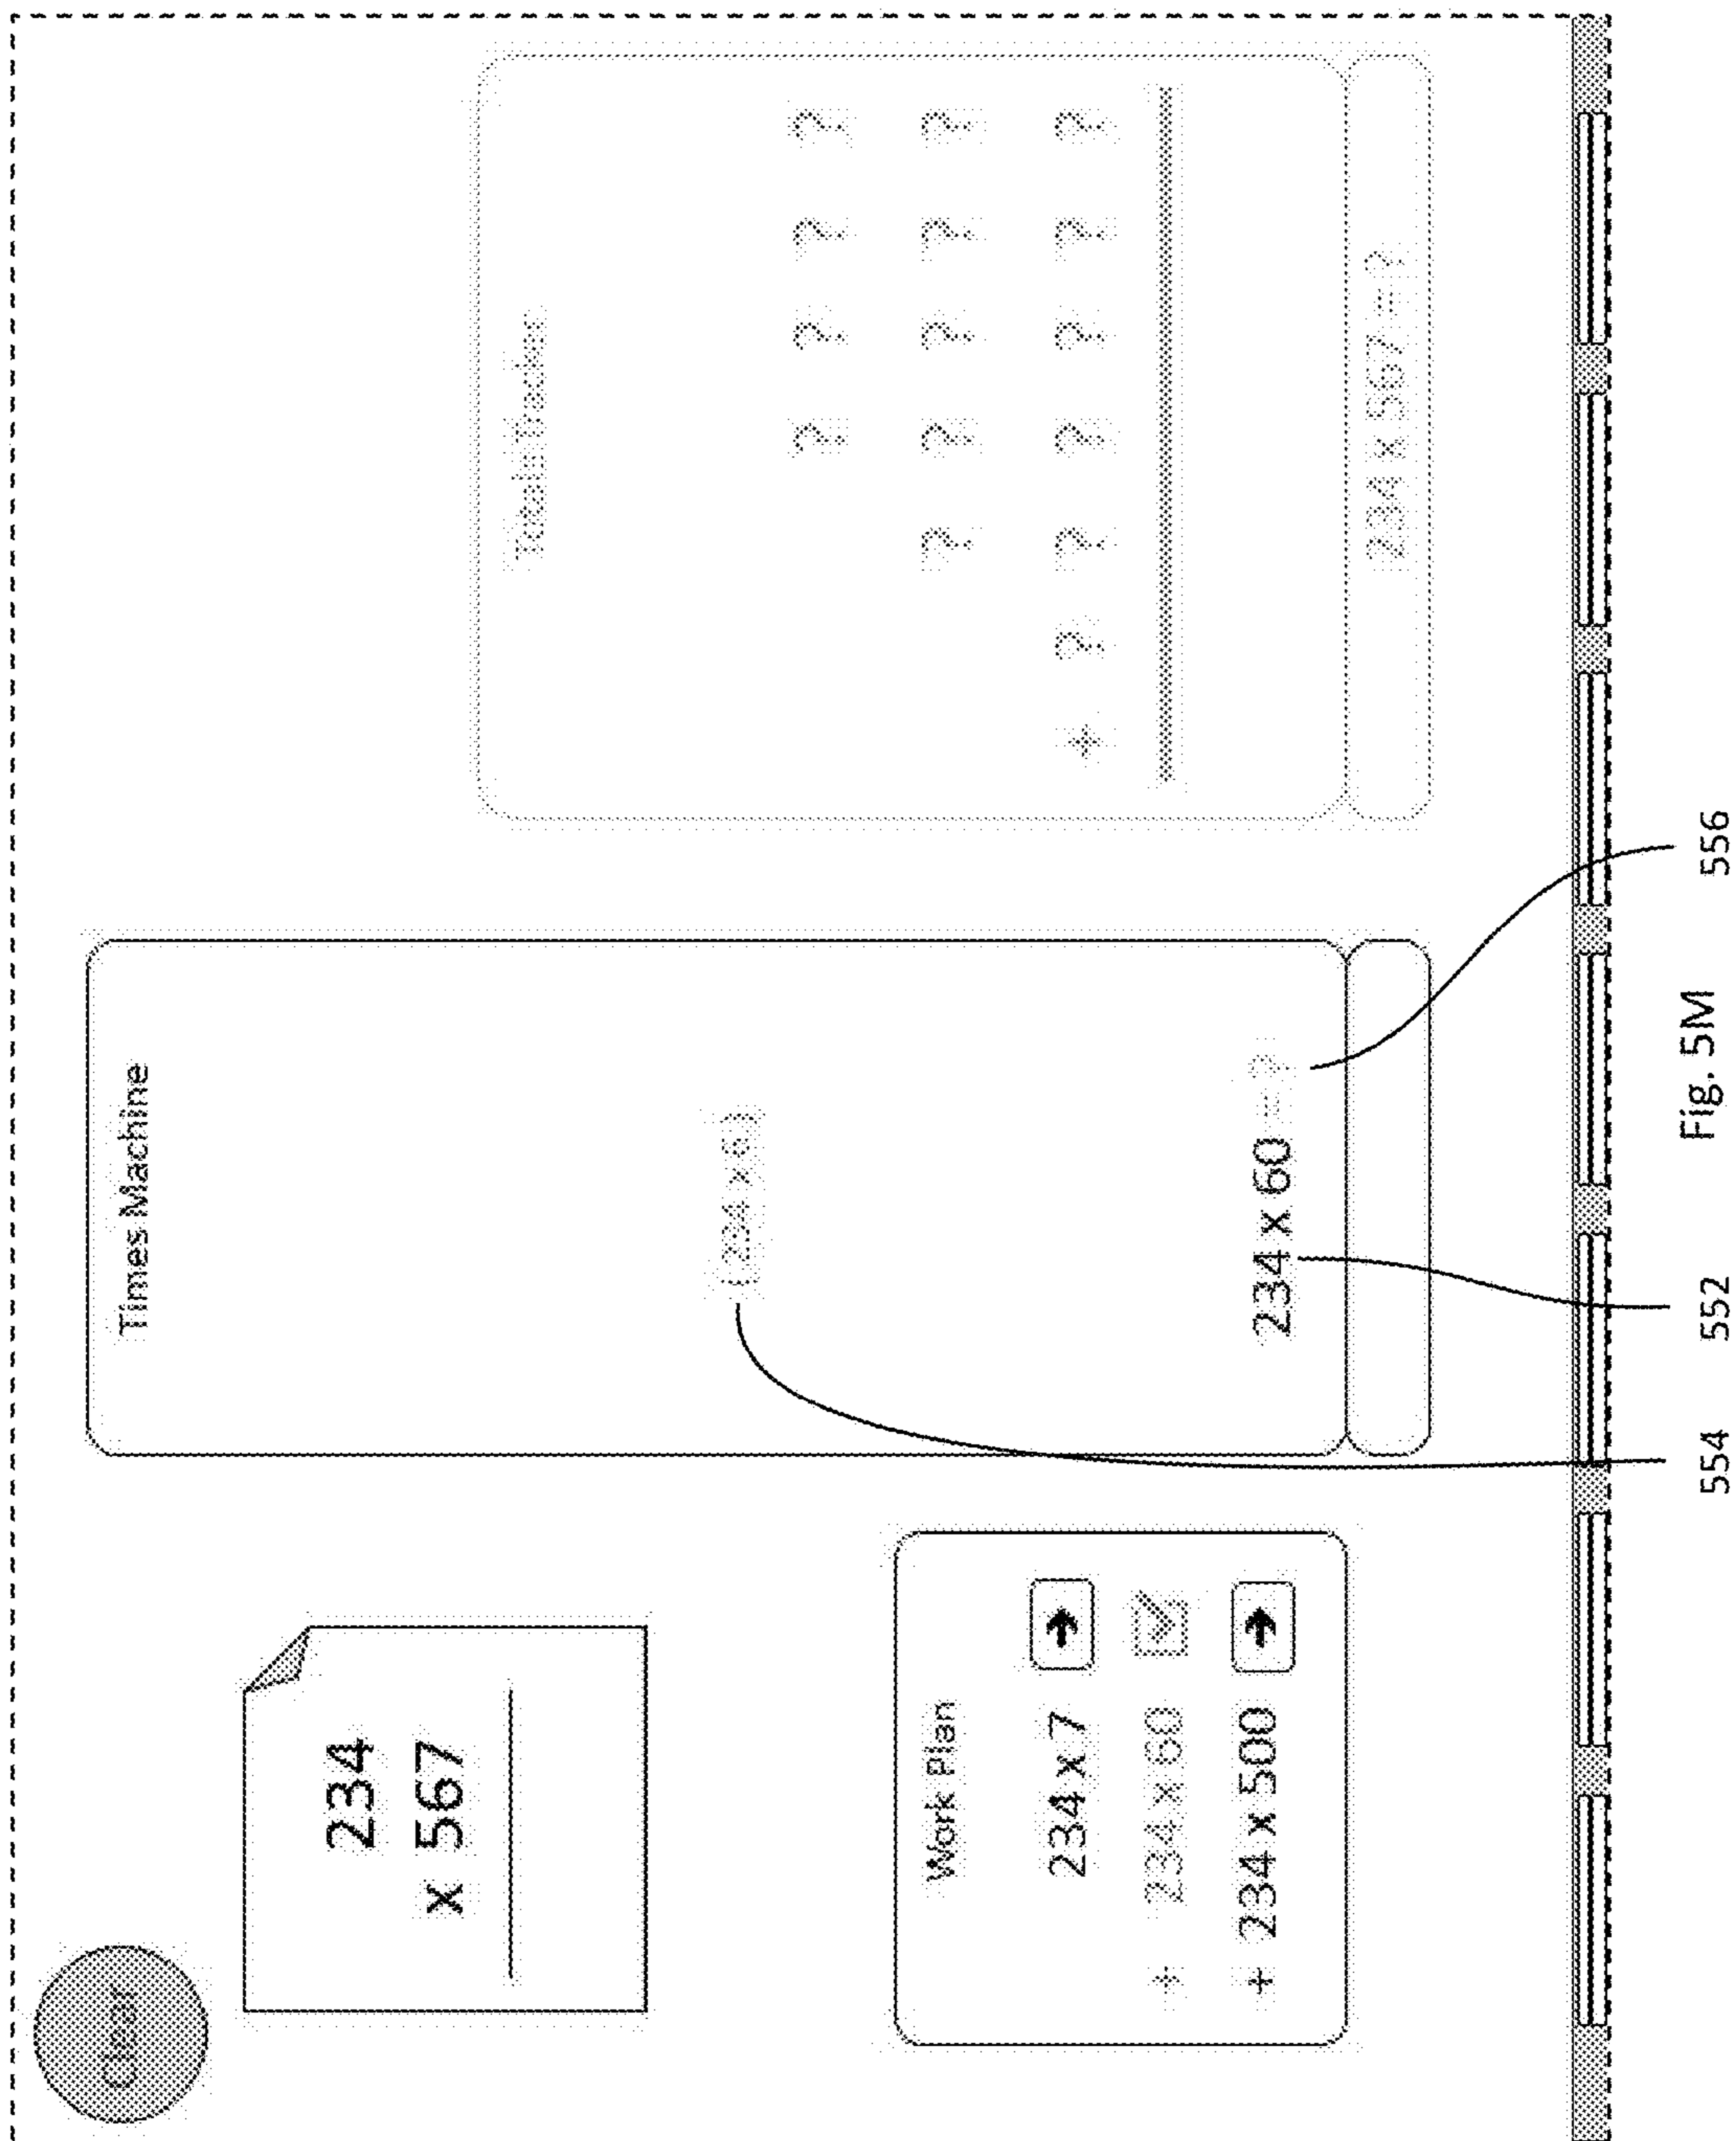 Clear
234
x 567
Work Plan
234 x 7
+ 234 x 60
+ 234 x 500
Times Machine
[ 234 x 6 ]
234 x 60 = ?
Totals Tracker
? ? ? ?
? ? ? ? ?
+ ? ? ? ? ? ?
234 x 567 = ?
554
552
556
Fig. 5M